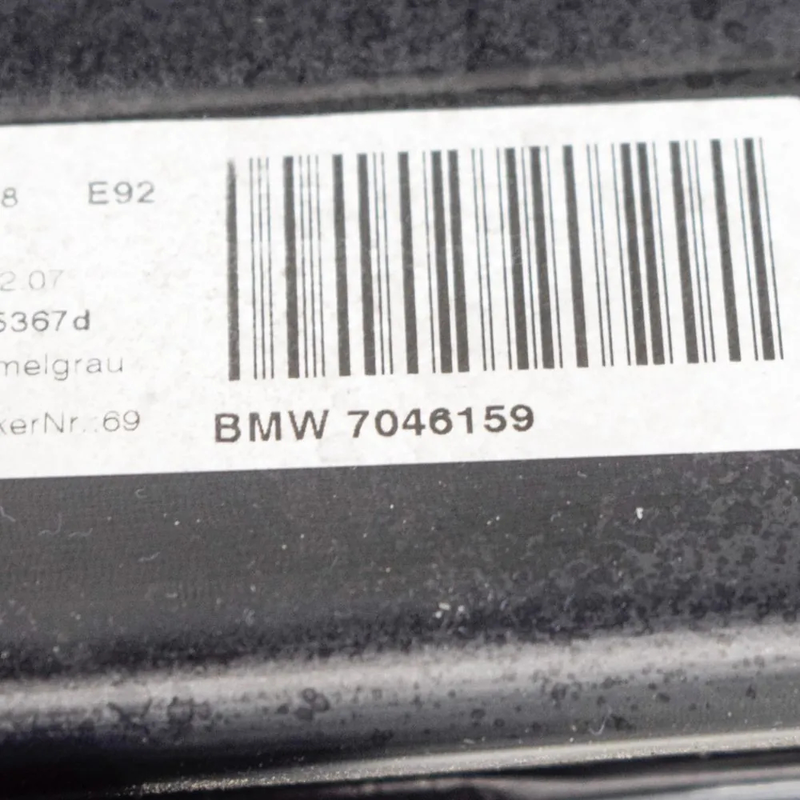 8 E92
2.07
5367d
melgrau
kerNr.:69
BMW 7046159